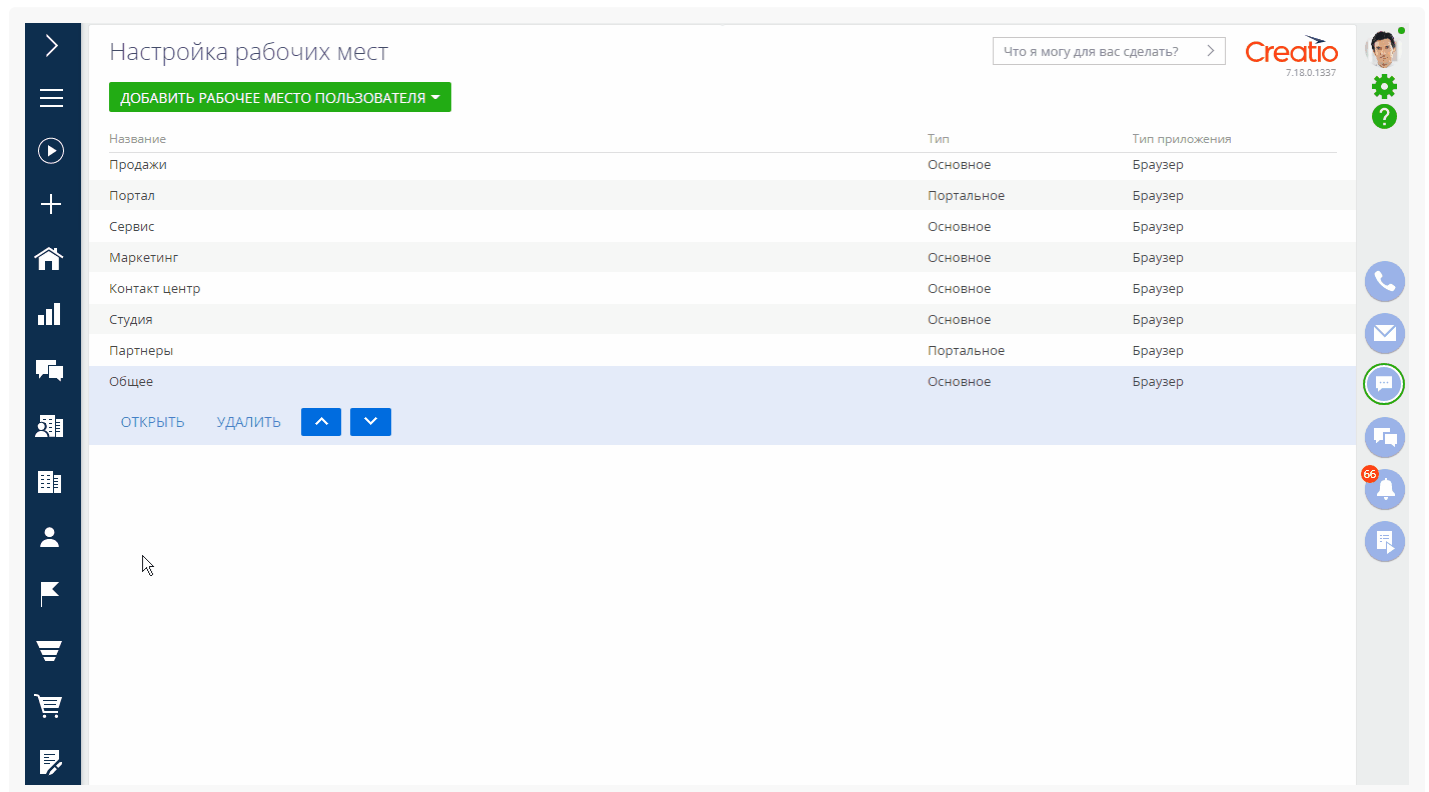 Настройка рабочих мест
Что я могу для вас сделать?
Creatio
7.18.0.1337
ДОБАВИТЬ РАБОЧЕЕ МЕСТО ПОЛЬЗОВАТЕЛЯ
?
Название Тип Тип приложения
Продажи Основное Браузер
Портал Портальное Браузер
Сервис Основное Браузер
Маркетинг Основное Браузер
Контакт центр Основное Браузер
Студия Основное Браузер
Партнеры Портальное Браузер
Общее Основное Браузер
ОТКРЫТЬ УДАЛИТЬ
66